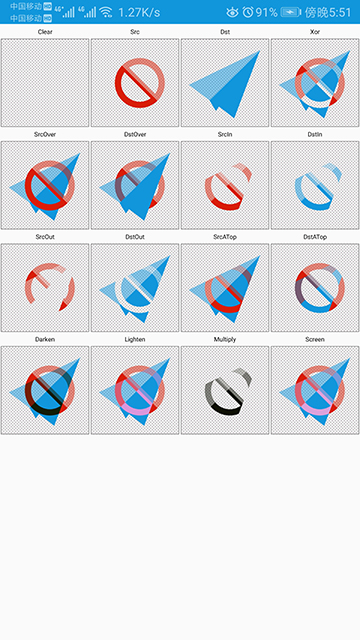 中国移动 HD 4G+ 4G 1.27K/s 91% 傍晚5:51
中国移动 HD
Clear Src Dst Xor
SrcOver DstOver SrcIn DstIn
SrcOut DstOut SrcATop DstATop
Darken Lighten Multiply Screen